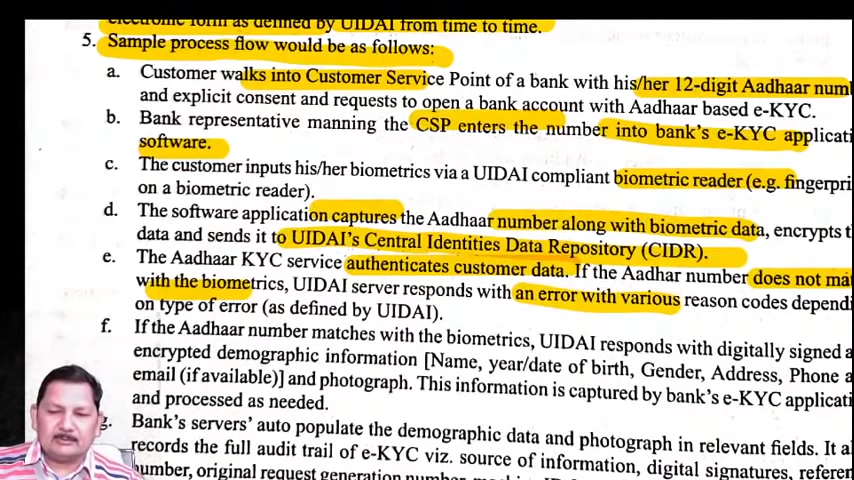 electronic form as defined by UIDAI from time to time.
5. Sample process flow would be as follows:
a. Customer walks into Customer Service Point of a bank with his/her 12-digit Aadhaar num
and explicit consent and requests to open a bank account with Aadhaar based e-KYC.
b. Bank representative manning the CSP enters the number into bank's e-KYC applicati
software.
c. The customer inputs his/her biometrics via a UIDAI compliant biometric reader (e.g. fingerpri
on a biometric reader).
d. The software application captures the Aadhaar number along with biometric data, encrypts t
data and sends it to UIDAI's Central Identities Data Repository (CIDR).
e. The Aadhaar KYC service authenticates customer data. If the Aadhar number does not ma
with the biometrics, UIDAI server responds with an error with various reason codes dependi
on type of error (as defined by UIDAI).
f. If the Aadhaar number matches with the biometrics, UIDAI responds with digitally signed a
encrypted demographic information [Name, year/date of birth, Gender, Address, Phone a
email (if available)] and photograph. This information is captured by bank's e-KYC applicati
and processed as needed.
g. Bank's servers' auto populate the demographic data and photograph in relevant fields. It al
records the full audit trail of e-KYC viz. source of information, digital signatures, referen
number, original request generation number,